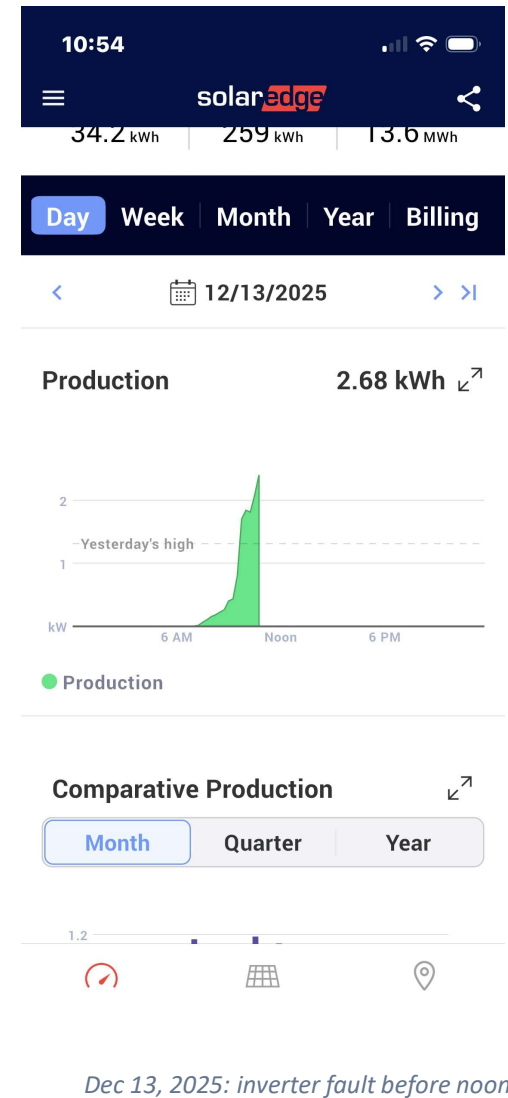 10:54
solaredge
34.2 kWh 259 kWh 13.6 MWh
Day Week Month Year Billing
12/13/2025
Production 2.68 kWh
2
Yesterday's high
1
kW
6 AM Noon 6 PM
Production
Comparative Production
Month Quarter Year
1.2
Dec 13, 2025: inverter fault before noon